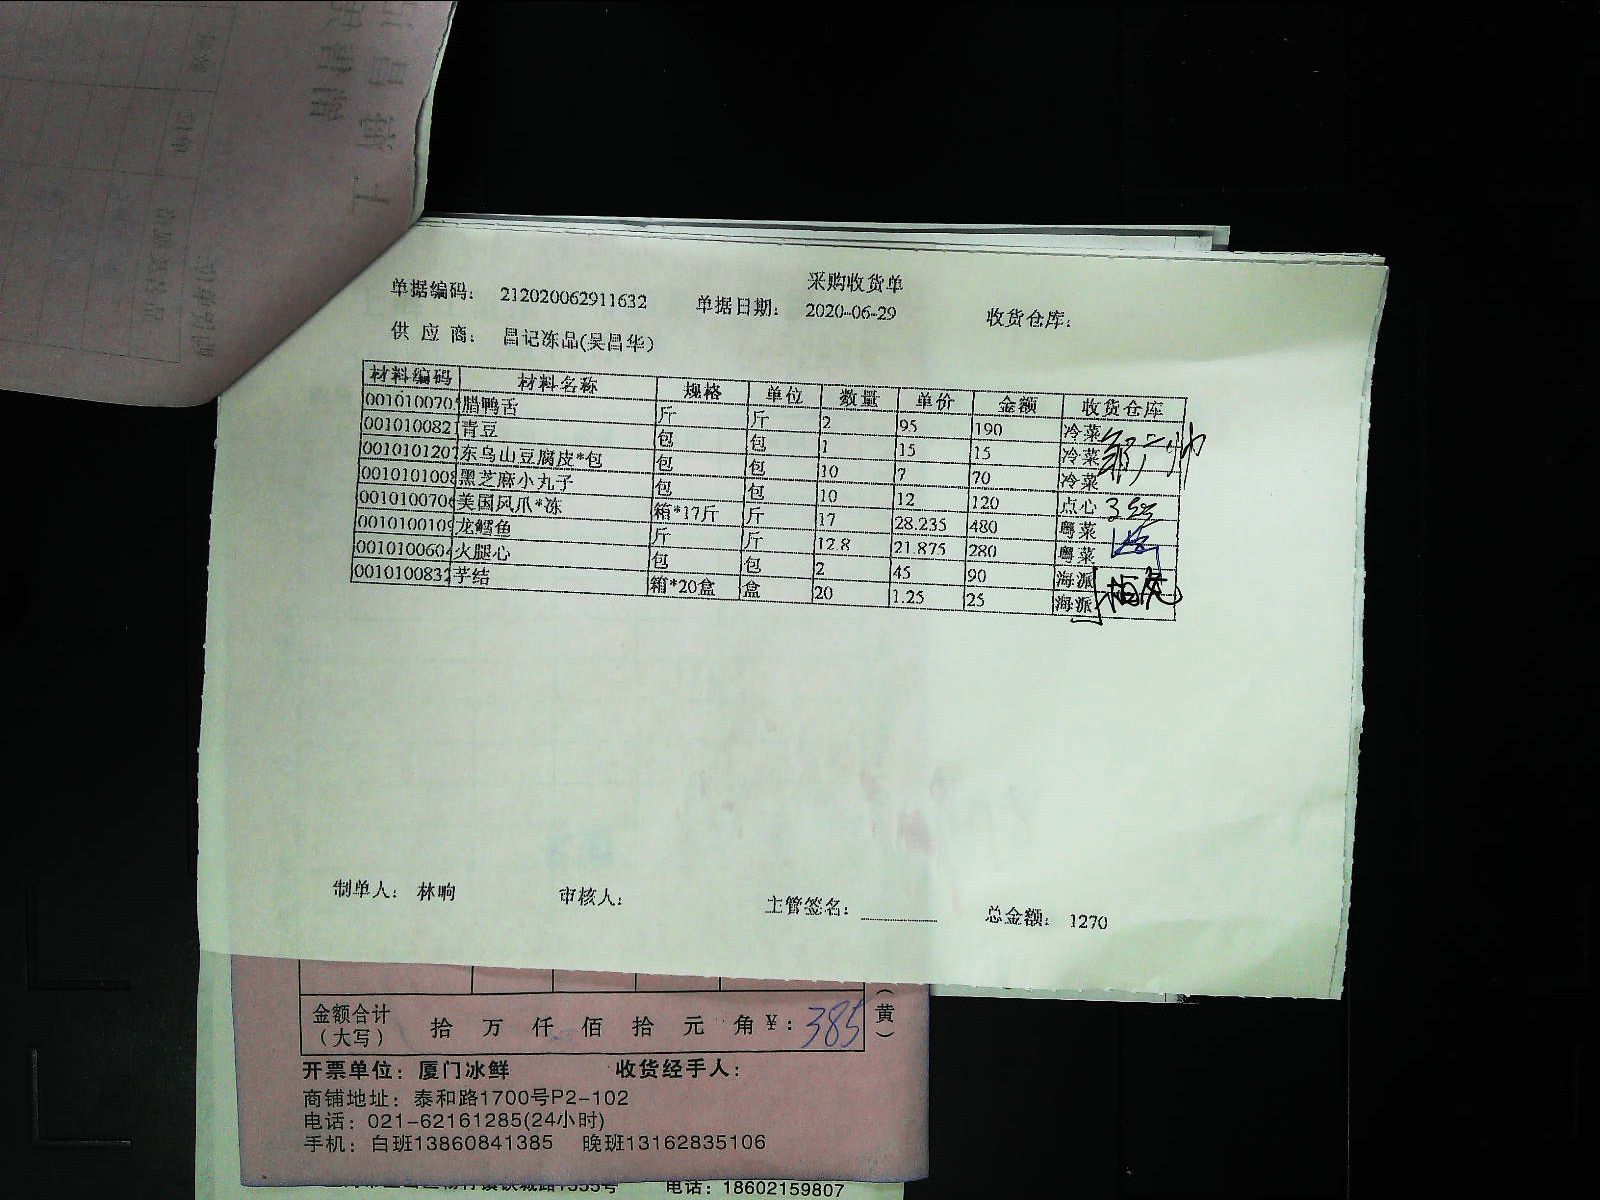 采购收货单
单据编码: 212020062911632 单据日期: 2020-06-29 收货仓库:
供 应 商: 昌记冻品(吴昌华)
材料编码 材料名称 规格 单位 数量 单价 金额 收货仓库
0010100705 腊鸭舌 斤 斤 2 95 190 冷菜
0010100821 青豆 包 包 1 15 15 冷菜
0010101207 东乌山豆腐皮*包 包 包 10 7 70 冷菜
0010101008 黑芝麻小丸子 包 包 10 12 120 点心
0010100706 美国风爪*冻 箱*17斤 斤 17 28.235 480 粤菜
0010100109 龙鳕鱼 斤 斤 12.8 21.875 280 粤菜
0010100604 火腿心 包 包 2 45 90 海派
0010100832 芋结 箱*20盒 盒 20 1.25 25 海派
制单人: 林响 审核人: 主管签名: 总金额: 1270
金额合计(大写) 拾 万 仟 佰 拾 元 角 ¥: 385 (黄)
开票单位: 厦门冰鲜 收货经手人:
商铺地址: 泰和路1700号P2-102
电话: 021-62161285(24小时)
手机: 白班13860841385 晚班13162835106
电话: 18602159807